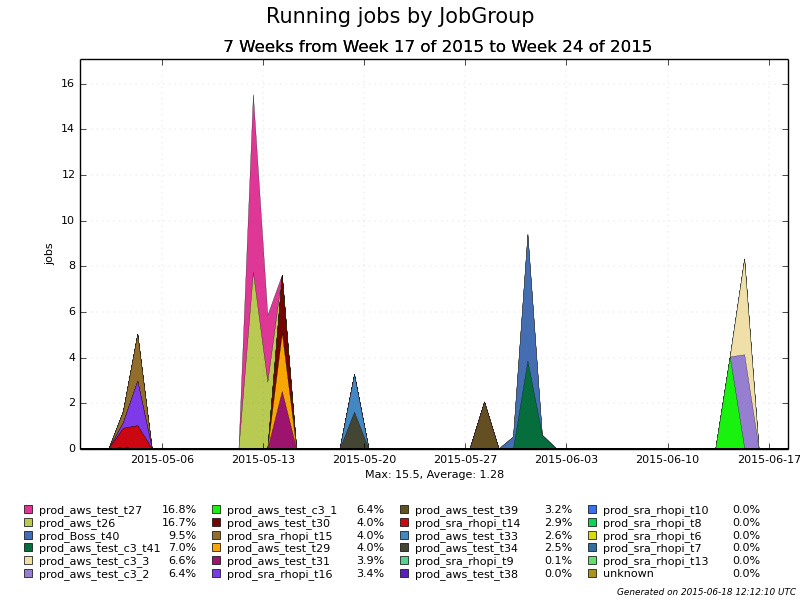 Running jobs by JobGroup
7 Weeks from Week 17 of 2015 to Week 24 of 2015
16
14
12
10
8
6
4
2
0
jobs
2015-05-06 2015-05-13 2015-05-20 2015-05-27 2015-06-03 2015-06-10 2015-06-17
Max: 15.5, Average: 1.28
prod_aws_test_t27 16.8% prod_aws_test_c3_1 6.4% prod_aws_test_t39 3.2% prod_sra_rhopi_t10 0.0%
prod_aws_t26 16.7% prod_aws_test_t30 4.0% prod_sra_rhopi_t14 2.9% prod_sra_rhopi_t8 0.0%
prod_Boss_t40 9.5% prod_sra_rhopi_t15 4.0% prod_aws_test_t33 2.6% prod_sra_rhopi_t6 0.0%
prod_aws_test_c3_t41 7.0% prod_aws_test_t29 4.0% prod_aws_test_t34 2.5% prod_sra_rhopi_t7 0.0%
prod_aws_test_c3_3 6.6% prod_aws_test_t31 3.9% prod_sra_rhopi_t9 0.1% prod_sra_rhopi_t13 0.0%
prod_aws_test_c3_2 6.4% prod_sra_rhopi_t16 3.4% prod_aws_test_t38 0.0% unknown 0.0%
Generated on 2015-06-18 12:12:10 UTC